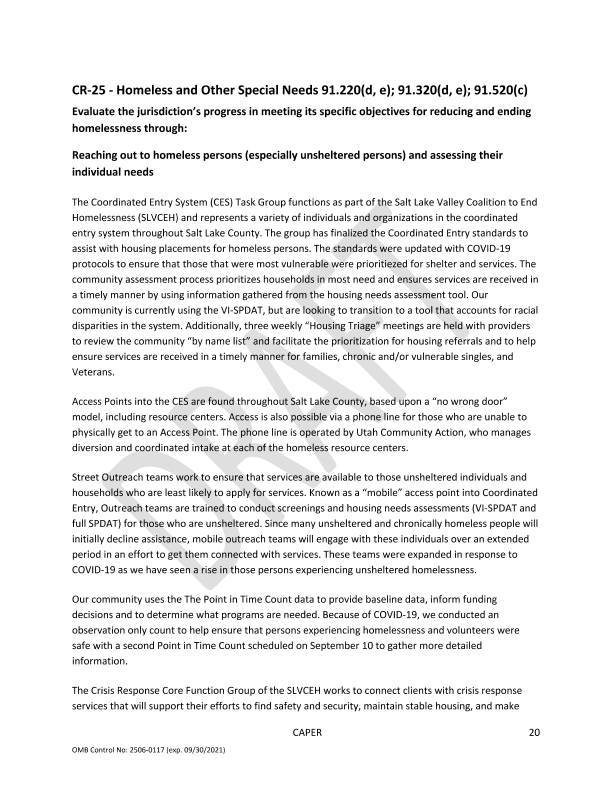 CR-25 - Homeless and Other Special Needs 91.220(d, e); 91.320(d, e); 91.520(c)
Evaluate the jurisdiction’s progress in meeting its specific objectives for reducing and ending
homelessness through:
Reaching out to homeless persons (especially unsheltered persons) and assessing their
individual needs
The Coordinated Entry System (CES) Task Group functions as part of the Salt Lake Valley Coalition to End
Homelessness (SLVCEH) and represents a variety of individuals and organizations in the coordinated
entry system throughout Salt Lake County. The group has finalized the Coordinated Entry standards to
assist with housing placements for homeless persons. The standards were updated with COVID-19
protocols to ensure that those that were most vulnerable were prioritiezed for shelter and services. The
community assessment process prioritizes households in most need and ensures services are received in
a timely manner by using information gathered from the housing needs assessment tool. Our
community is currently using the VI-SPDAT, but are looking to transition to a tool that accounts for racial
disparities in the system. Additionally, three weekly “Housing Triage” meetings are held with providers
to review the community “by name list” and facilitate the prioritization for housing referrals and to help
ensure services are received in a timely manner for families, chronic and/or vulnerable singles, and
Veterans.
Access Points into the CES are found throughout Salt Lake County, based upon a “no wrong door”
model, including resource centers. Access is also possible via a phone line for those who are unable to
physically get to an Access Point. The phone line is operated by Utah Community Action, who manages
diversion and coordinated intake at each of the homeless resource centers.
Street Outreach teams work to ensure that services are available to those unsheltered individuals and
households who are least likely to apply for services. Known as a “mobile” access point into Coordinated
Entry, Outreach teams are trained to conduct screenings and housing needs assessments (VI-SPDAT and
full SPDAT) for those who are unsheltered. Since many unsheltered and chronically homeless people will
initially decline assistance, mobile outreach teams will engage with these individuals over an extended
period in an effort to get them connected with services. These teams were expanded in response to
COVID-19 as we have seen a rise in those persons experiencing unsheltered homelessness.
Our community uses the The Point in Time Count data to provide baseline data, inform funding
decisions and to determine what programs are needed. Because of COVID-19, we conducted an
observation only count to help ensure that persons experiencing homelessness and volunteers were
safe with a second Point in Time Count scheduled on September 10 to gather more detailed
information.
The Crisis Response Core Function Group of the SLVCEH works to connect clients with crisis response
services that will support their efforts to find safety and security, maintain stable housing, and make
CAPER 20
OMB Control No: 2506-0117 (exp. 09/30/2021)
DRAFT